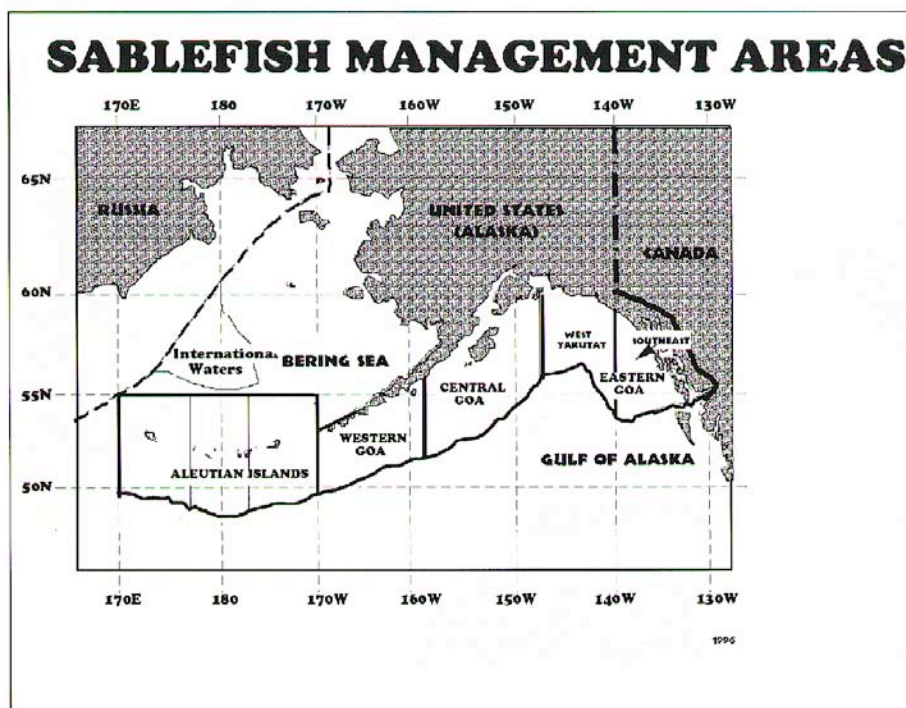 SABLEFISH MANAGEMENT AREAS
170E 180 170W 160W 150W 140W 130W
65N
RUSSIA
UNITED STATES
(ALASKA)
CANADA
60N
International
Waters
BERING SEA
WEST
YAKUTAT
SOUTHEAST
55N
CENTRAL
GOA
EASTERN
GOA
WESTERN
GOA
ALEUTIAN ISLANDS
GULF OF ALASKA
50N
170E 180 170W 160W 150W 140W 130W
1996